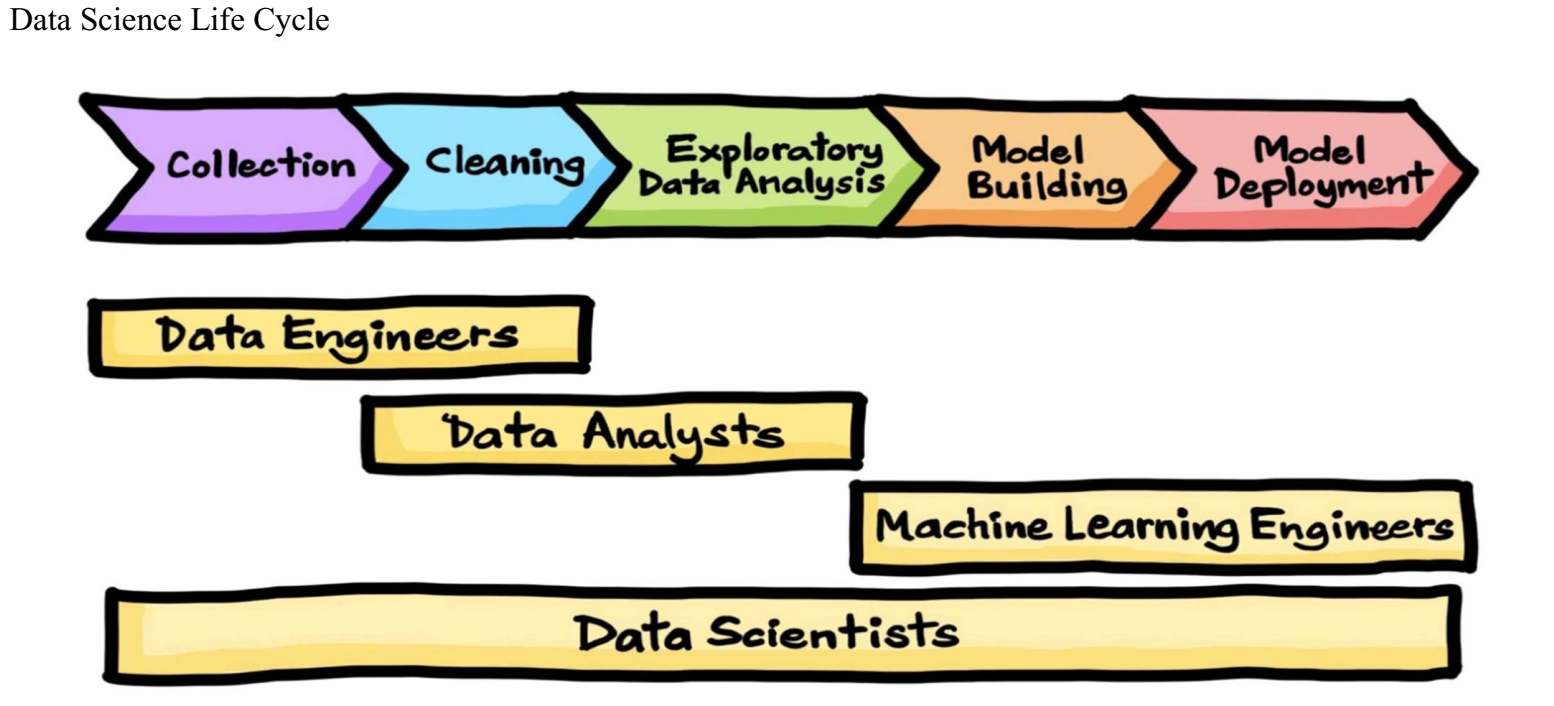 Data Science Life Cycle
Collection
Cleaning
Exploratory
Data Analysis
Model
Building
Model
Deployment
Data Engineers
Data Analysts
Machine Learning Engineers
Data Scientists